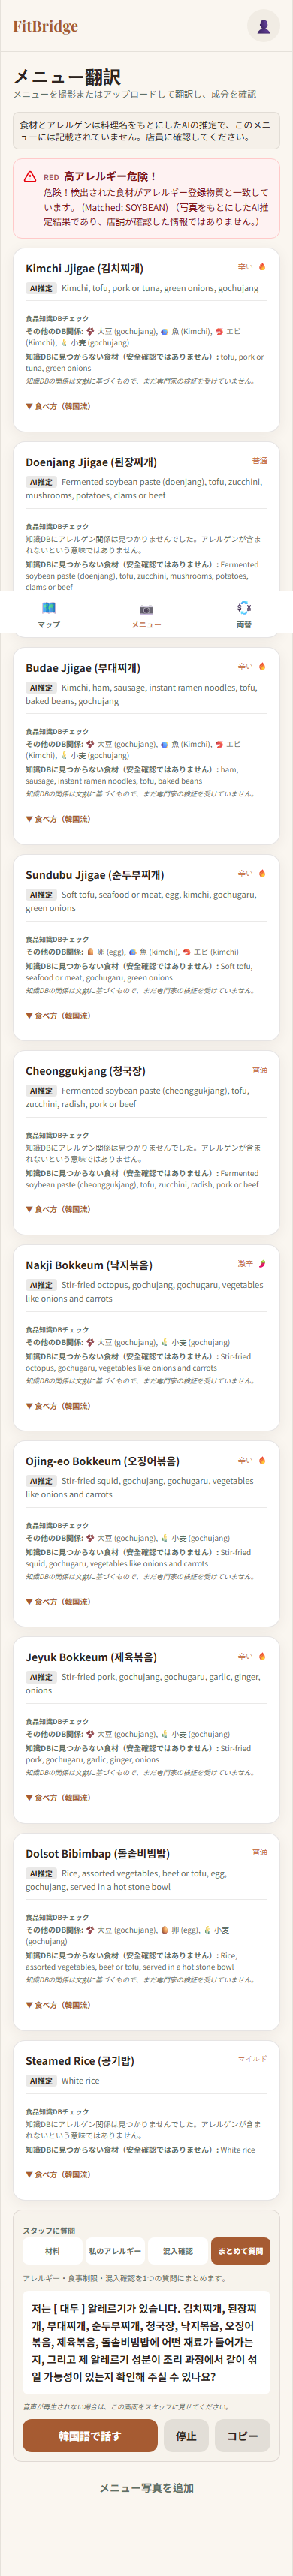 FitBridge
メニュー翻訳
メニューを撮影またはアップロードして翻訳し、成分を確認
食材とアレルゲンは料理名をもとにしたAIの推定で、このメニ
ューには記載されていません。店員に確認してください。
RED 高アレルギー危険！
危険！検出された食材がアレルギー登録物質と一致して
います。 (Matched: SOYBEAN) （写真をもとにしたAI推
定結果であり、店舗が確認した情報ではありません。）
Kimchi Jjigae (김치찌개) 辛い
AI推定 Kimchi, tofu, pork or tuna, green onions, gochujang
食品知識DBチェック
その他のDB関係: 大豆 (gochujang), 魚 (Kimchi), エビ
(Kimchi), 小麦 (gochujang)
知識DBに見つからない食材（安全確認ではありません）: tofu, pork or
tuna, green onions
知識DBの関係は文献に基づくもので、まだ専門家の検証を受けていません。
▼ 食べ方（韓国流）
Doenjang Jjigae (된장찌개) 普通
AI推定 Fermented soybean paste (doenjang), tofu, zucchini,
mushrooms, potatoes, clams or beef
食品知識DBチェック
知識DBにアレルギー関係は見つかりませんでした。アレルゲンが含ま
れないという意味ではありません。
知識DBに見つからない食材（安全確認ではありません）: Fermented
soybean paste (doenjang), tofu, zucchini, mushrooms, potatoes,
clams or beef
マップ メニュー 両替
Budae Jjigae (부대찌개) 辛い
AI推定 Kimchi, ham, sausage, instant ramen noodles, tofu,
baked beans, gochujang
食品知識DBチェック
その他のDB関係: 大豆 (gochujang), 魚 (Kimchi), エビ
(Kimchi), 小麦 (gochujang)
知識DBに見つからない食材（安全確認ではありません）: ham,
sausage, instant ramen noodles, tofu, baked beans
知識DBの関係は文献に基づくもので、まだ専門家の検証を受けていません。
▼ 食べ方（韓国流）
Sundubu Jjigae (순두부찌개) 辛い
AI推定 Soft tofu, seafood or meat, egg, kimchi, gochugaru,
green onions
食品知識DBチェック
その他のDB関係: 卵 (egg), 魚 (kimchi), エビ (kimchi)
知識DBに見つからない食材（安全確認ではありません）: Soft tofu,
seafood or meat, gochugaru, green onions
知識DBの関係は文献に基づくもので、まだ専門家の検証を受けていません。
▼ 食べ方（韓国流）
Cheonggukjang (청국장) 普通
AI推定 Fermented soybean paste (cheonggukjang), tofu,
zucchini, radish, pork or beef
食品知識DBチェック
知識DBにアレルギー関係は見つかりませんでした。アレルゲンが含ま
れないという意味ではありません。
知識DBに見つからない食材（安全確認ではありません）: Fermented
soybean paste (cheonggukjang), tofu, zucchini, radish, pork or beef
▼ 食べ方（韓国流）
Nakji Bokkeum (낙지볶음) 激辛
AI推定 Stir-fried octopus, gochujang, gochugaru, vegetables
like onions and carrots
食品知識DBチェック
その他のDB関係: 大豆 (gochujang), 小麦 (gochujang)
知識DBに見つからない食材（安全確認ではありません）: Stir-fried
octopus, gochugaru, vegetables like onions and carrots
知識DBの関係は文献に基づくもので、まだ専門家の検証を受けていません。
▼ 食べ方（韓国流）
Ojing-eo Bokkeum (오징어볶음) 辛い
AI推定 Stir-fried squid, gochujang, gochugaru, vegetables
like onions and carrots
食品知識DBチェック
その他のDB関係: 大豆 (gochujang), 小麦 (gochujang)
知識DBに見つからない食材（安全確認ではありません）: Stir-fried
squid, gochugaru, vegetables like onions and carrots
知識DBの関係は文献に基づくもので、まだ専門家の検証を受けていません。
▼ 食べ方（韓国流）
Jeyuk Bokkeum (제육볶음) 辛い
AI推定 Stir-fried pork, gochujang, gochugaru, garlic, ginger,
onions
食品知識DBチェック
その他のDB関係: 大豆 (gochujang), 小麦 (gochujang)
知識DBに見つからない食材（安全確認ではありません）: Stir-fried
pork, gochugaru, garlic, ginger, onions
知識DBの関係は文献に基づくもので、まだ専門家の検証を受けていません。
▼ 食べ方（韓国流）
Dolsot Bibimbap (돌솥비빔밥) 普通
AI推定 Rice, assorted vegetables, beef or tofu, egg,
gochujang, served in a hot stone bowl
食品知識DBチェック
その他のDB関係: 大豆 (gochujang), 卵 (egg), 小麦
(gochujang)
知識DBに見つからない食材（安全確認ではありません）: Rice,
assorted vegetables, beef or tofu, served in a hot stone bowl
知識DBの関係は文献に基づくもので、まだ専門家の検証を受けていません。
▼ 食べ方（韓国流）
Steamed Rice (공기밥) マイルド
AI推定 White rice
食品知識DBチェック
知識DBにアレルギー関係は見つかりませんでした。アレルゲンが含ま
れないという意味ではありません。
知識DBに見つからない食材（安全確認ではありません）: White rice
▼ 食べ方（韓国流）
スタッフに質問
材料 私のアレルギー 混入確認 まとめて質問
アレルギー・食事制限・混入確認を1つの質問にまとめます。
저는 [ 대두 ] 알레르기가 있습니다. 김치찌개, 된장찌
개, 부대찌개, 순두부찌개, 청국장, 낙지볶음, 오징어
볶음, 제육볶음, 돌솥비빔밥에 어떤 재료가 들어가는
지, 그리고 제 알레르기 성분이 조리 과정에서 같이 섞
일 가능성이 있는지 확인해 주실 수 있나요?
音声が再生されない場合は、この画面をスタッフに見せてください。
韓国語で話す 停止 コピー
メニュー写真を追加